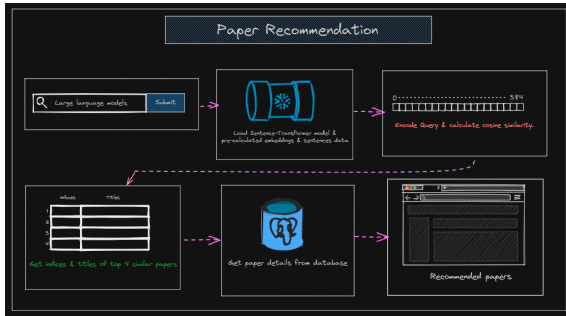 Paper Recommendation
Large language models
Submit
Load Sentence-Transformer model &
pre-calculated embeddings & sentences data
0
384
Encode Query & calculate cosine similarity.
indices
Titles
1
2
3
4
Get indices & titles of top 4 similar papers
Get paper details from database
X
+
Recommended papers